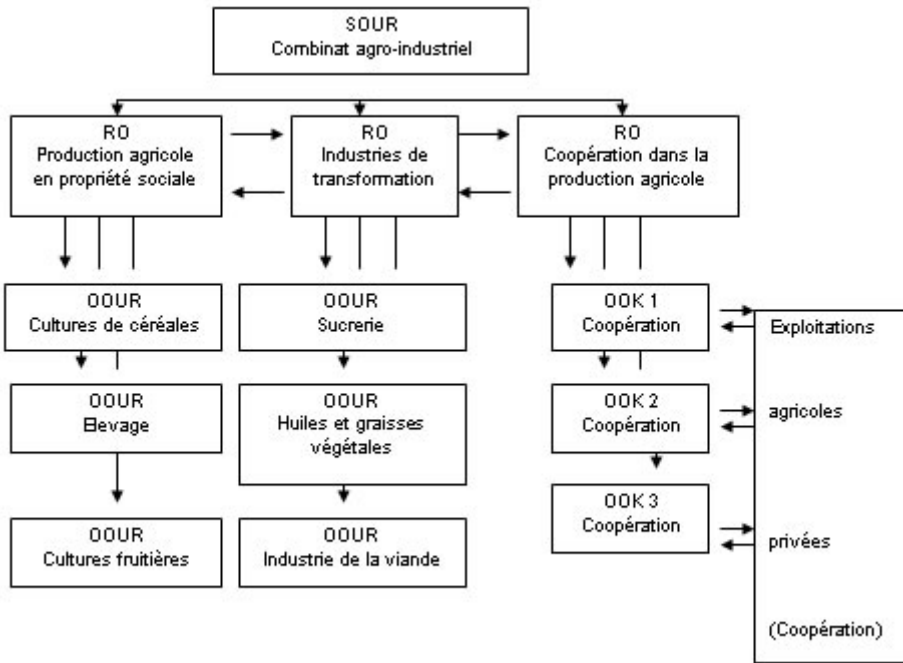 SOUR
Combinat agro-industriel
RO
Production agricole
en propriété sociale
RO
Industries de
transformation
RO
Coopération dans la
production agricole
OOUR
Cultures de céréales
OOUR
Sucrerie
OOK 1
Coopération
Exploitations
OOUR
Elevage
OOUR
Huiles et graisses
végétales
OOK 2
Coopération
agricoles
OOUR
Cultures fruitières
OOUR
Industrie de la viande
OOK 3
Coopération
privées
(Coopération)